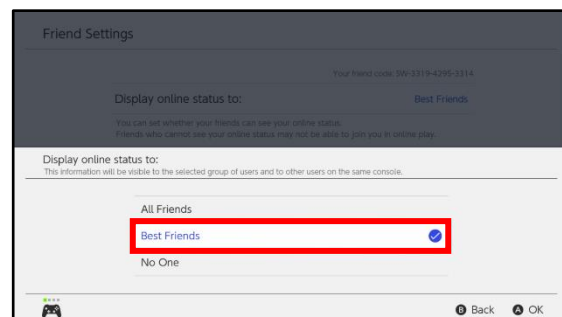 Friend Settings
Your friend code: SW-3319-4295-3314
Display online status to: Best Friends
You can set whether your friends can see your online status.
Friends who cannot see your online status may not be able to join you in online play.
Display online status to:
This information will be visible to the selected group of users and to other users on the same console.
All Friends
Best Friends
No One
B Back A OK